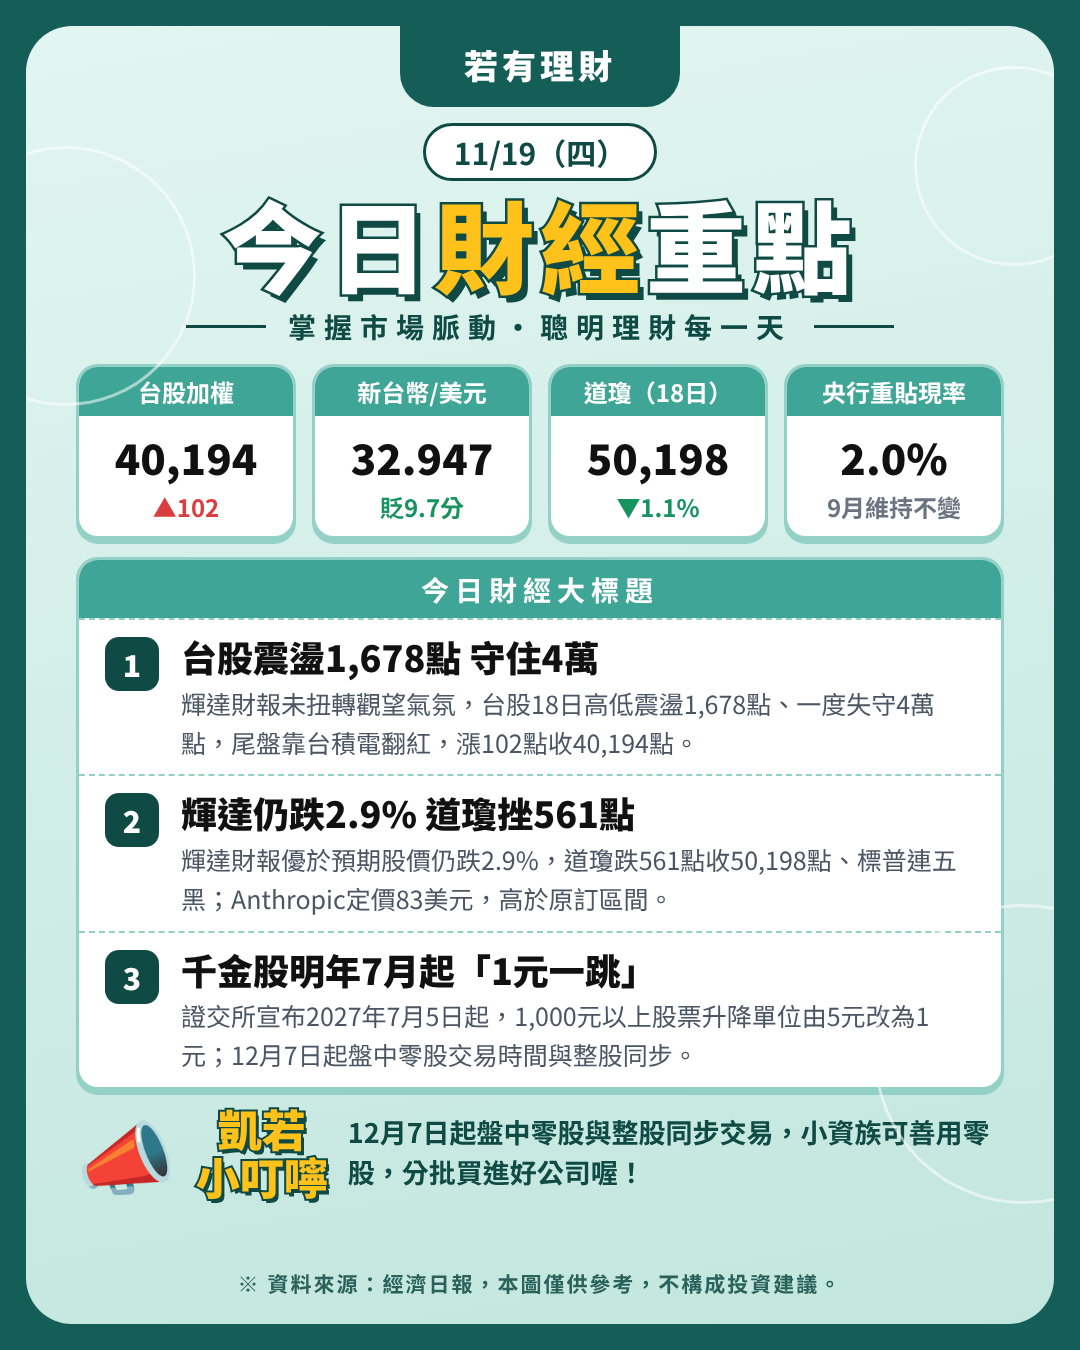 若有理財
11/19（四）
今日財經重點
掌握市場脈動・聰明理財每一天
台股加權
40,194
▲102
新台幣/美元
32.947
貶9.7分
道瓊（18日）
50,198
▼1.1%
央行重貼現率
2.0%
9月維持不變
今日財經大標題
1
台股震盪1,678點 守住4萬
輝達財報未扭轉觀望氣氛，台股18日高低震盪1,678點、一度失守4萬
點，尾盤靠台積電翻紅，漲102點收40,194點。
2
輝達仍跌2.9% 道瓊挫561點
輝達財報優於預期股價仍跌2.9%，道瓊跌561點收50,198點、標普連五
黑；Anthropic定價83美元，高於原訂區間。
3
千金股明年7月起「1元一跳」
證交所宣布2027年7月5日起，1,000元以上股票升降單位由5元改為1
元；12月7日起盤中零股交易時間與整股同步。
凱若
小叮嚀
12月7日起盤中零股與整股同步交易，小資族可善用零
股，分批買進好公司喔！
※ 資料來源：經濟日報，本圖僅供參考，不構成投資建議。